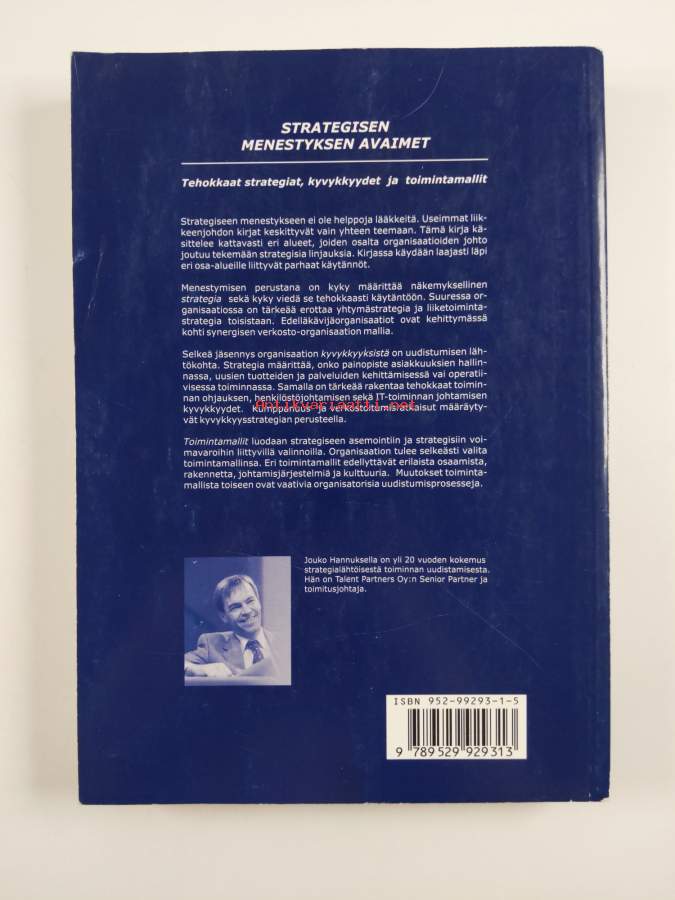 STRATEGISEN
MENESTYKSEN AVAIMET
Tehokkaat strategiat, kyvykkyydet ja toimintamallit
Strategiseen menestykseen ei ole helppoja lääkkeitä. Useimmat liik-
keenjohdon kirjat keskittyvät vain yhteen teemaan. Tämä kirja kä-
sittelee kattavasti eri alueet, joiden osalta organisaatioiden johto
joutuu tekemään strategisia linjauksia. Kirjassa käydään laajasti läpi
eri osa-alueille liittyvät parhaat käytännöt.
Menestymisen perustana on kyky määrittää näkemyksellinen
strategia sekä kyky viedä se tehokkaasti käytäntöön. Suuressa or-
ganisaatiossa on tärkeää erottaa yhtymästrategia ja liiketoiminta-
strategia toisistaan. Edelläkävijäorganisaatiot ovat kehittymässä
kohti synergisen verkosto-organisaation mallia.
Selkeä jäsennys organisaation kyvykkyyksistä on uudistumisen läh-
tökohta. Strategia määrittää, onko painopiste asiakkuuksien hallin-
nassa, uusien tuotteiden ja palveluiden kehittämisessä vai operatii-
visessa toiminnassa. Samalla on tärkeää rakentaa tehokkaat toimin-
nan ohjauksen, henkilöstöjohtamisen sekä IT-toiminnan johtamisen
kyvykkyydet. Kumppanuus- ja verkostoitumisratkaisut määräyty-
vät kyvykkyysstrategian perusteella.
Antikvariaatti.net
Toimintamallit luodaan strategiseen asemointiin ja strategisiin voi-
mavaroihin liittyvillä valinnoilla. Organisaation tulee selkeästi valita
toimintamallinsa. Eri toimintamallit edellyttävät erilaista osaamista,
rakennetta, johtamisjärjestelmiä ja kulttuuria. Muutokset toiminta-
mallista toiseen ovat vaativia organisatorisia uudistumisprosesseja.
Jouko Hannuksella on yli 20 vuoden kokemus
strategialähtöisestä toiminnan uudistamisesta.
Hän on Talent Partners Oy:n Senior Partner ja
toimitusjohtaja.
ISBN 952-99293-1-5
9 789529 929313